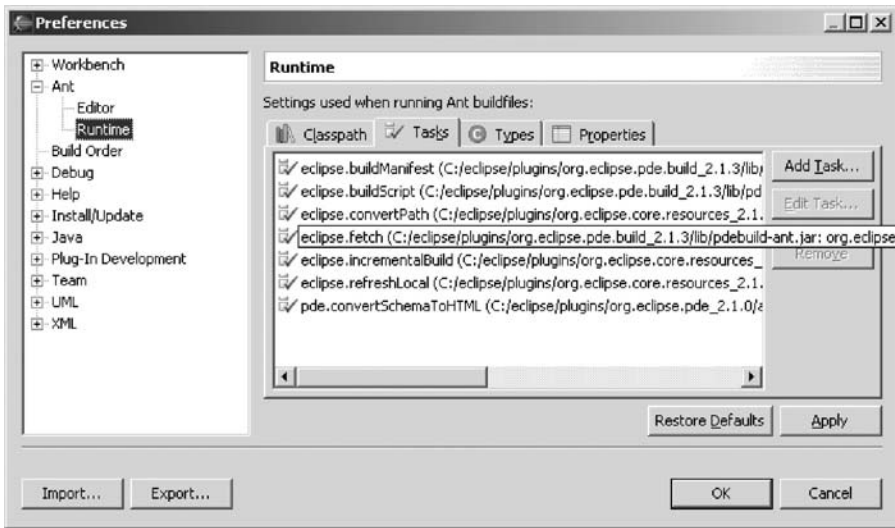 Preferences
Workbench
Ant
Editor
Runtime
Build Order
Debug
Help
Install/Update
Java
Plug-In Development
Team
UML
XML
Runtime
Settings used when running Ant buildfiles:
Classpath Tasks Types Properties
eclipse.buildManifest (C:/eclipse/plugins/org.eclipse.pde.build_2.1.3/lib/
eclipse.buildScript (C:/eclipse/plugins/org.eclipse.pde.build_2.1.3/lib/pd
eclipse.convertPath (C:/eclipse/plugins/org.eclipse.core.resources_2.1.
eclipse.fetch (C:/eclipse/plugins/org.eclipse.pde.build_2.1.3/lib/pdebuild-ant.jar: org.eclipse
eclipse.incrementalBuild (C:/eclipse/plugins/org.eclipse.core.resources_
eclipse.refreshLocal (C:/eclipse/plugins/org.eclipse.core.resources_2.1.
pde.convertSchemaToHTML (C:/eclipse/plugins/org.eclipse.pde_2.1.0/a
Add Task...
Edit Task...
Remove
Restore Defaults Apply
Import... Export... OK Cancel